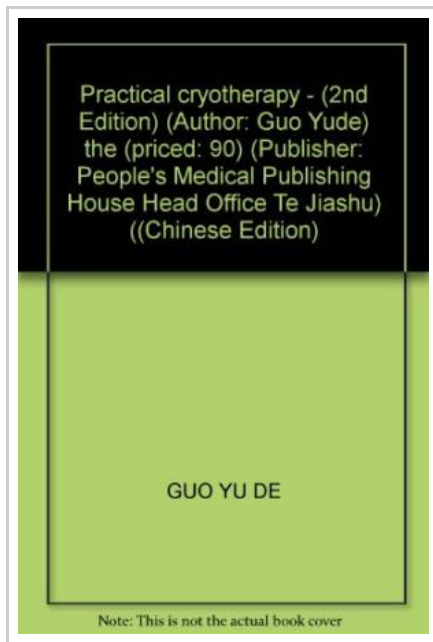 Practical cryotherapy - (2nd
Edition) (Author: Guo Yude)
the (priced: 90) (Publisher:
People's Medical Publishing
House Head Office Te Jiashu)
((Chinese Edition)
GUO YU DE
Note: This is not the actual book cover